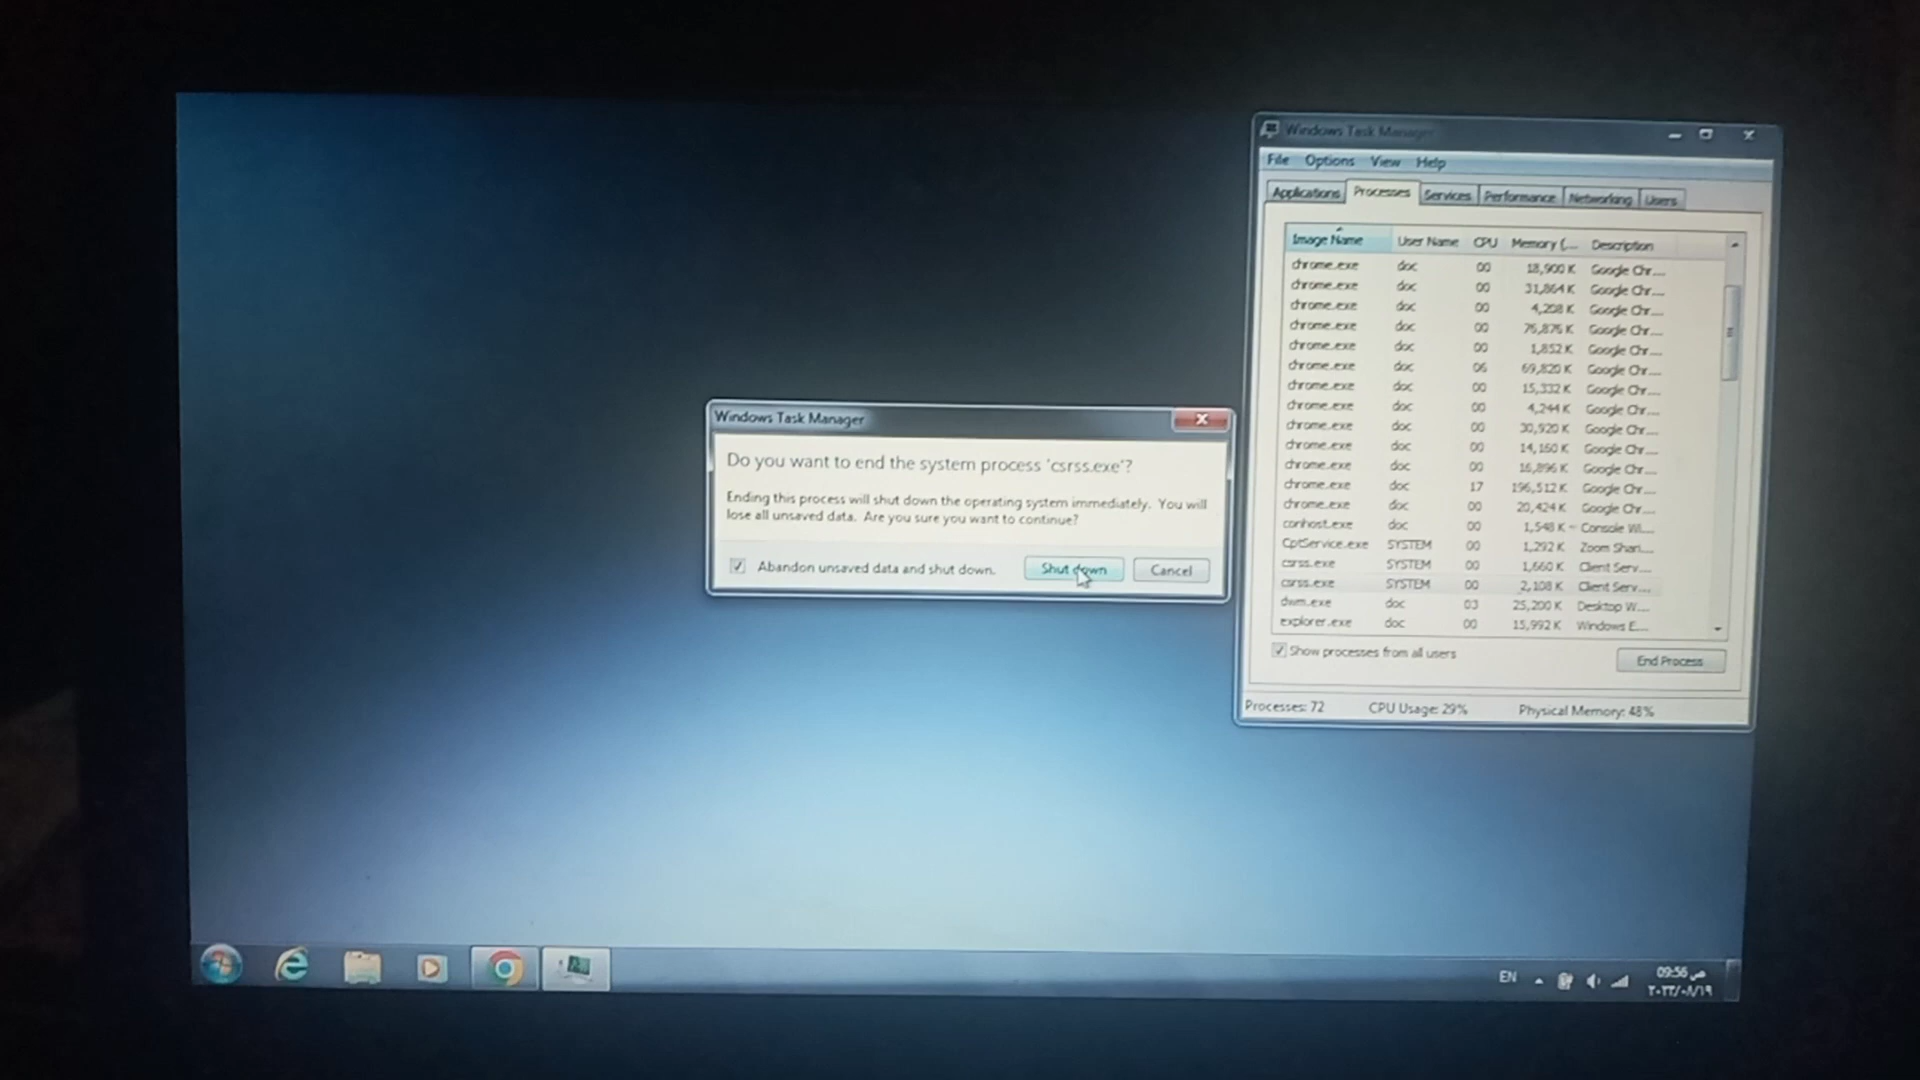 Windows Task Manager
File Options View Help
Applications Processes Services Performance Networking Users
Image Name User Name CPU Memory (... Description
chrome.exe doc 00 18,900 K Google Chr...
chrome.exe doc 00 31,864 K Google Chr...
chrome.exe doc 00 4,208 K Google Chr...
chrome.exe doc 00 75,876 K Google Chr...
chrome.exe doc 00 1,852 K Google Chr...
chrome.exe doc 06 69,820 K Google Chr...
chrome.exe doc 00 15,332 K Google Chr...
chrome.exe doc 00 4,244 K Google Chr...
chrome.exe doc 00 30,920 K Google Chr...
chrome.exe doc 00 14,160 K Google Chr...
chrome.exe doc 00 16,896 K Google Chr...
chrome.exe doc 17 196,512 K Google Chr...
chrome.exe doc 00 20,424 K Google Chr...
conhost.exe doc 00 1,548 K Console Wi...
CptService.exe SYSTEM 00 1,292 K Zoom Shari...
csrss.exe SYSTEM 00 1,660 K Client Serv...
csrss.exe SYSTEM 00 2,108 K Client Serv...
dwm.exe doc 03 25,200 K Desktop W...
explorer.exe doc 00 15,992 K Windows E...
Show processes from all users
End Process
Processes: 72 CPU Usage: 29% Physical Memory: 48%
Windows Task Manager
Do you want to end the system process 'csrss.exe'?
Ending this process will shut down the operating system immediately. You will
lose all unsaved data. Are you sure you want to continue?
Abandon unsaved data and shut down. Shut down Cancel
EN
09:56 ص